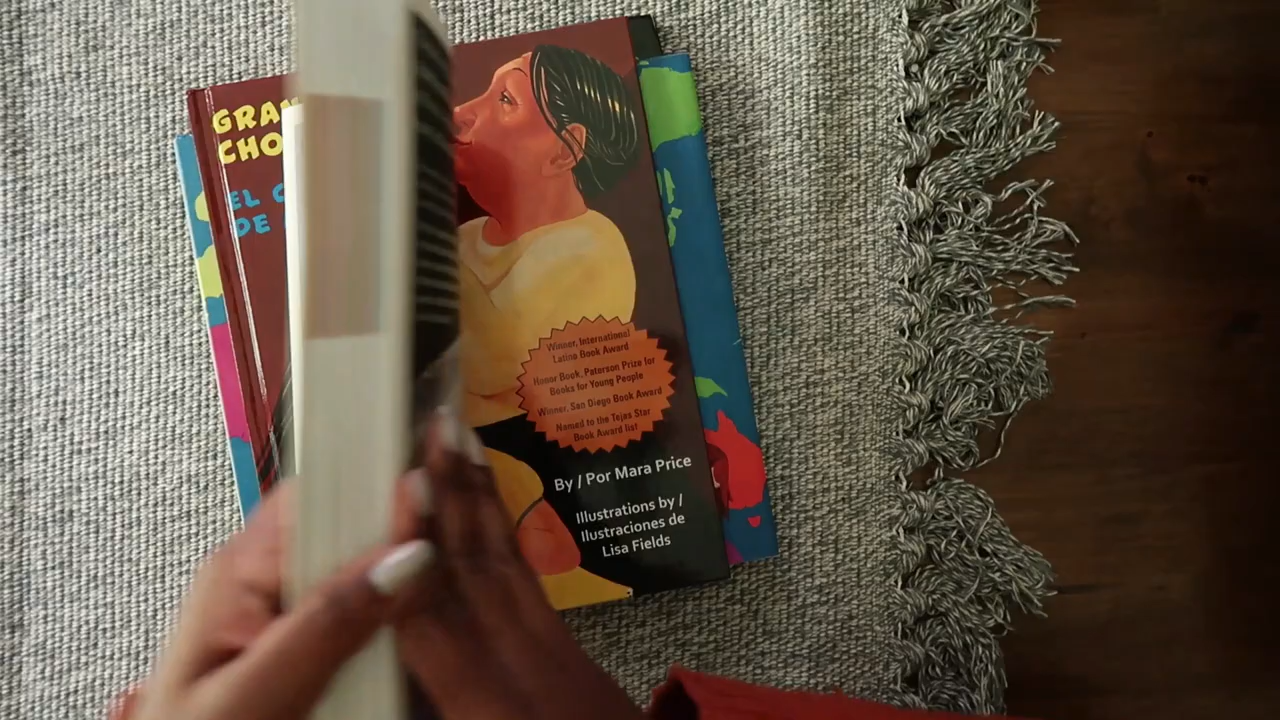 EL
DE
Winner, International
Latino Book Award
Honor Book, Paterson Prize for
Books for Young People
Winner, San Diego Book Award
Named to the Tejas Star
Book Award list
By / Por Mara Price
Illustrations by /
Ilustraciones de
Lisa Fields